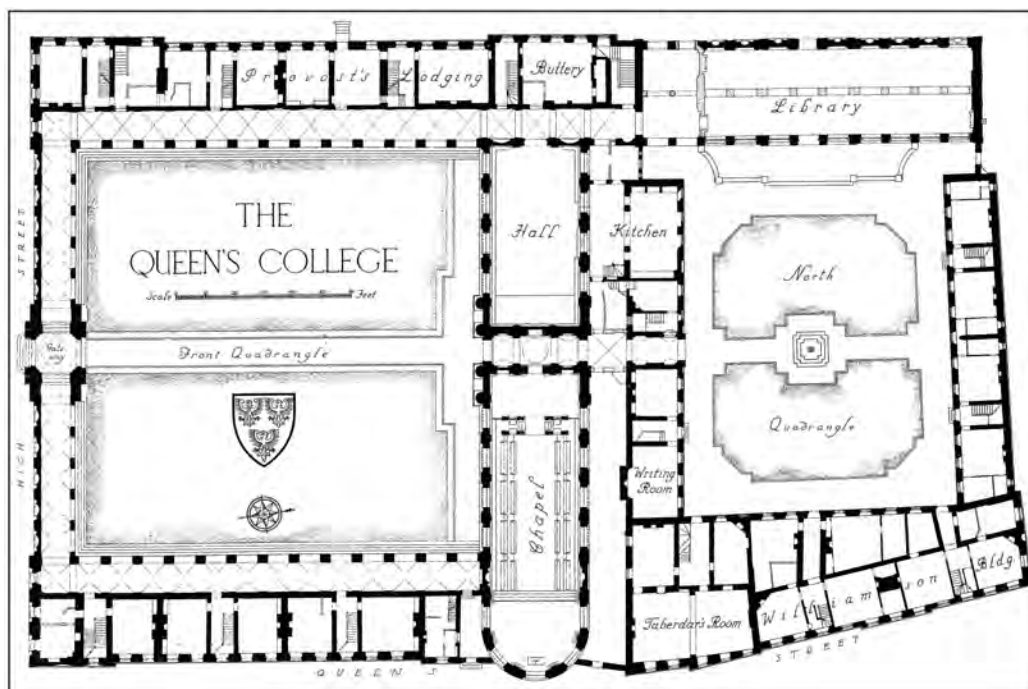 Provost's Lodging
Buttery
Library
THE
QUEEN'S COLLEGE
Scale Feet
Hall
Kitchen
North
Quadrangle
Gate
way
Front Quadrangle
HIGH STREET
Chapel
Writing
Room
Taberdar's Room
Williamson Bldg.
QUEEN'S STREET